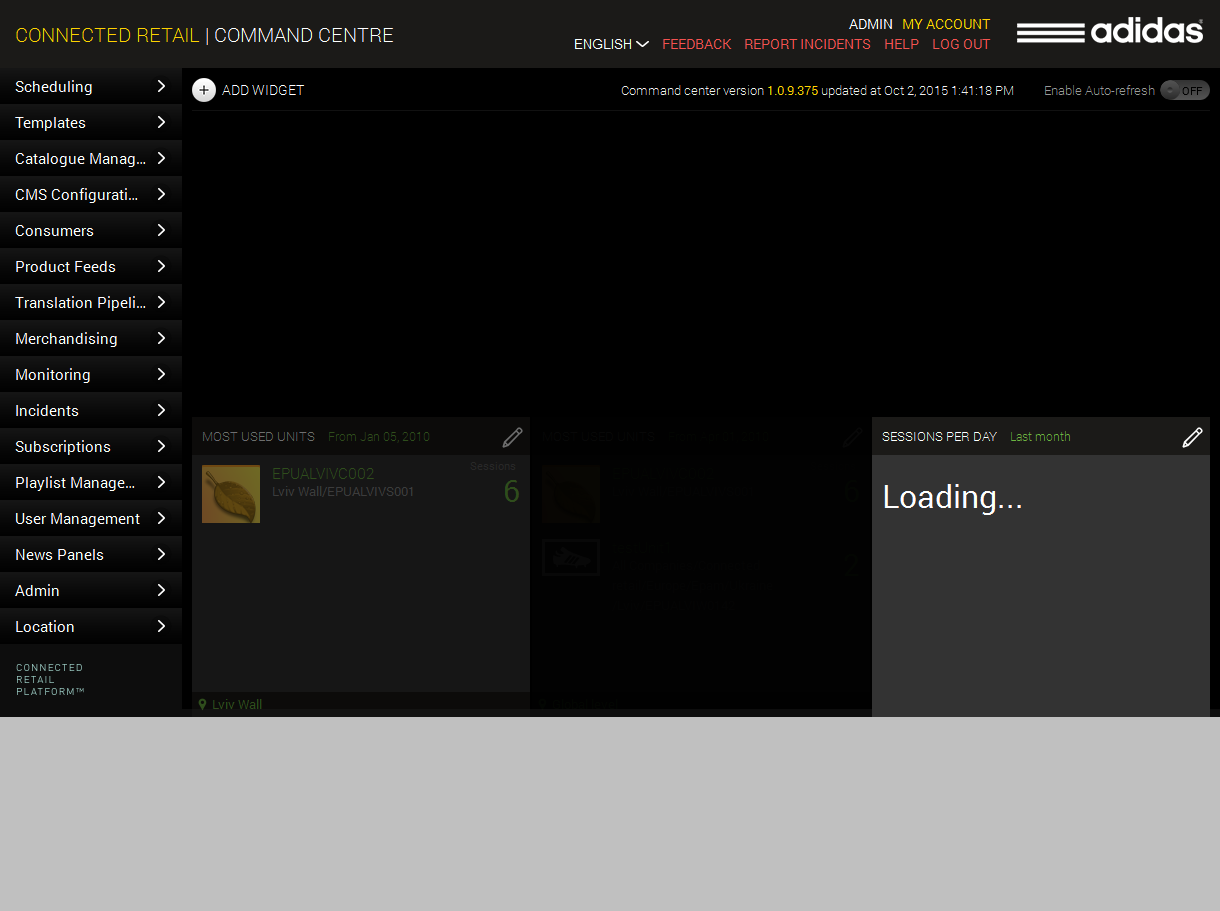 CONNECTED RETAIL | COMMAND CENTRE
ADMIN MY ACCOUNT
ENGLISH FEEDBACK REPORT INCIDENTS HELP LOG OUT
adidas
Scheduling
Templates
Catalogue Manag...
CMS Configurati...
Consumers
Product Feeds
Translation Pipeli...
Merchandising
Monitoring
Incidents
Subscriptions
Playlist Manage...
User Management
News Panels
Admin
Location
CONNECTED
RETAIL
PLATFORM™
ADD WIDGET
Command center version 1.0.9.375 updated at Oct 2, 2015 1:41:18 PM
Enable Auto-refresh OFF
MOST USED UNITS From Jan 05, 2010
Sessions
EPUALVIVC002
Lviv Wall/EPUALVIVS001
6
Lviv Wall
MOST USED UNITS
6
2
SESSIONS PER DAY Last month
Loading...